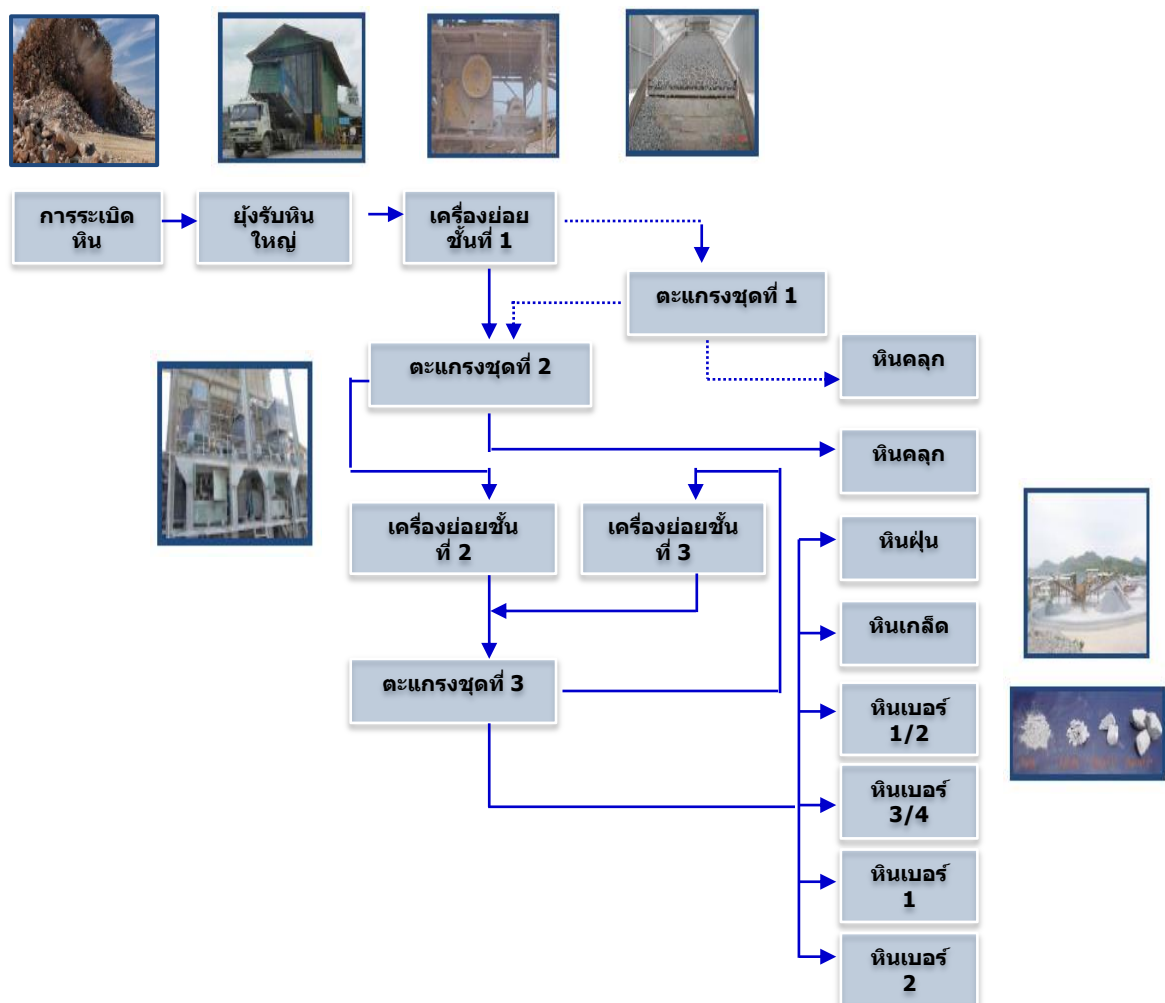 การระเบิด
หิน
ยุ้งรับหิน
ใหญ่
เครื่องย่อย
ชั้นที่ 1
ตะแกรงชุดที่ 1
ตะแกรงชุดที่ 2
หินคลุก
หินคลุก
เครื่องย่อยชั้น
ที่ 2
เครื่องย่อยชั้น
ที่ 3
หินฝุ่น
หินเกล็ด
ตะแกรงชุดที่ 3
หินเบอร์
1/2
หินเบอร์
3/4
หินเบอร์
1
หินเบอร์
2